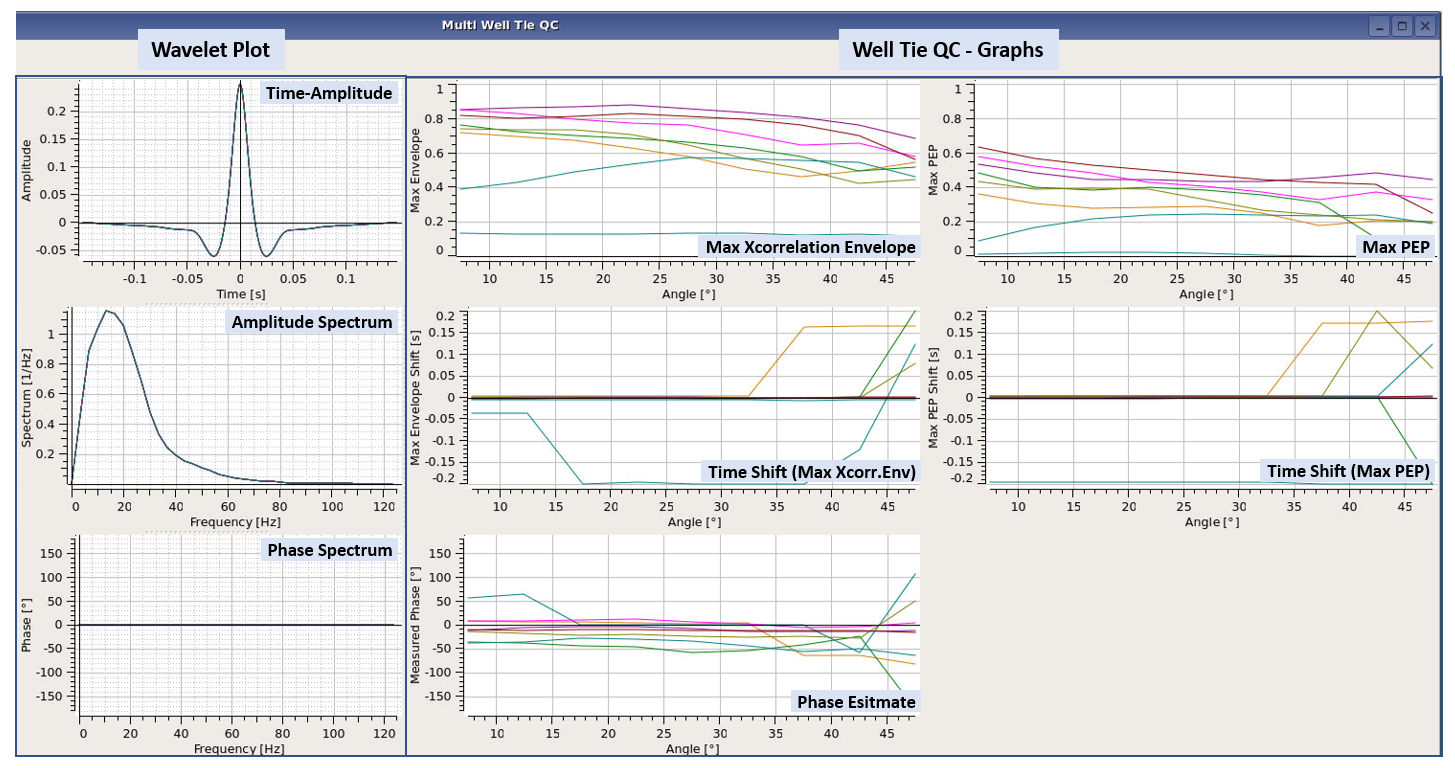 Multi Well Tie QC
Wavelet Plot
Well Tie QC - Graphs
Time-Amplitude
Amplitude
0.2
0.15
0.1
0.05
0
-0.05
-0.1 -0.05 0 0.05 0.1
Time [s]
Max Envelope
1
0.8
0.6
0.4
0.2
0
Max Xcorrelation Envelope
10 15 20 25 30 35 40 45
Angle [°]
Max PEP
1
0.8
0.6
0.4
0.2
0
Max PEP
10 15 20 25 30 35 40 45
Angle [°]
Amplitude Spectrum
Spectrum [1/Hz]
1
0.8
0.6
0.4
0.2
0 20 40 60 80 100 120
Frequency [Hz]
Max Envelope Shift [s]
0.2
0.15
0.1
0.05
0
-0.05
-0.1
-0.15
-0.2
Time Shift (Max Xcorr.Env)
10 15 20 25 30 35 40 45
Angle [°]
Max PEP Shift [s]
0.2
0.15
0.1
0.05
0
-0.05
-0.1
-0.15
-0.2
Time Shift (Max PEP)
10 15 20 25 30 35 40 45
Angle [°]
Phase Spectrum
Phase [°]
150
100
50
0
-50
-100
-150
0 20 40 60 80 100 120
Frequency [Hz]
Measured Phase [°]
150
100
50
0
-50
-100
-150
Phase Esitmate
10 15 20 25 30 35 40 45
Angle [°]